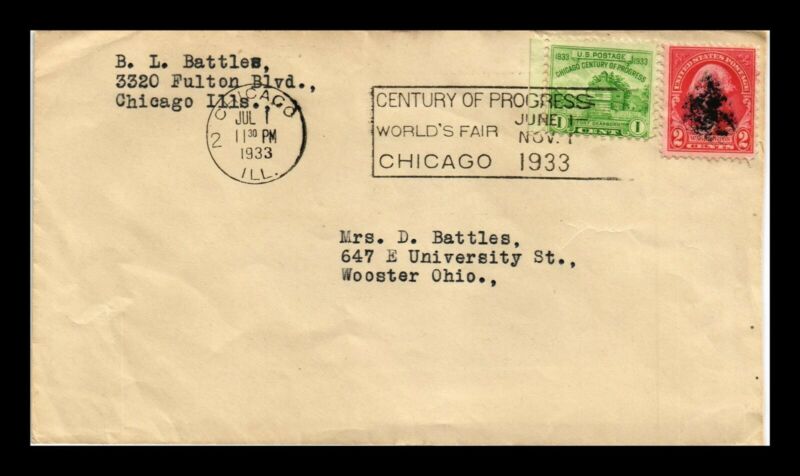 B. L. Battles,
3320 Fulton Blvd.,
Chicago Ills.,
CHICAGO
JUL 1
11 30 PM
1933
2
ILL.
CENTURY OF PROGRESS
WORLD'S FAIR
JUNE 1
NOV. 1
CHICAGO 1933
U.S. POSTAGE
1833 1933
CHICAGO CENTURY OF PROGRESS
1 CENT 1
UNITED STATES POSTAGE
2 CENTS 2
Mrs. D. Battles,
647 E University St.,
Wooster Ohio.,